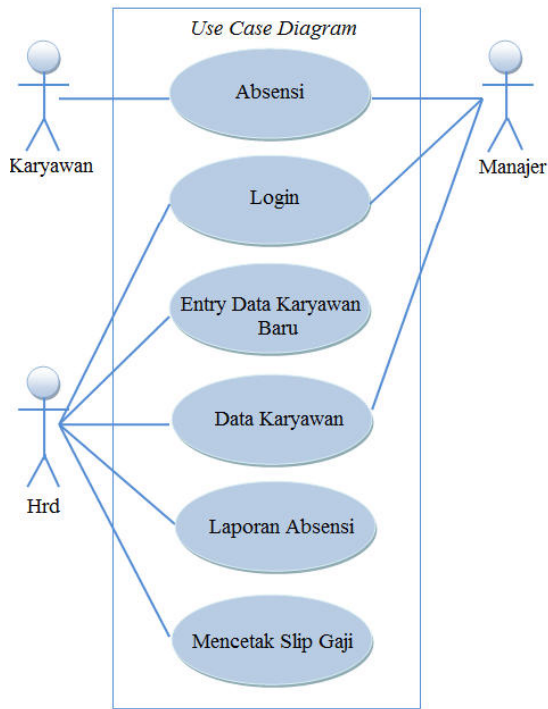 Use Case Diagram
Absensi
Karyawan
Manajer
Login
Entry Data Karyawan
Baru
Data Karyawan
Hrd
Laporan Absensi
Mencetak Slip Gaji